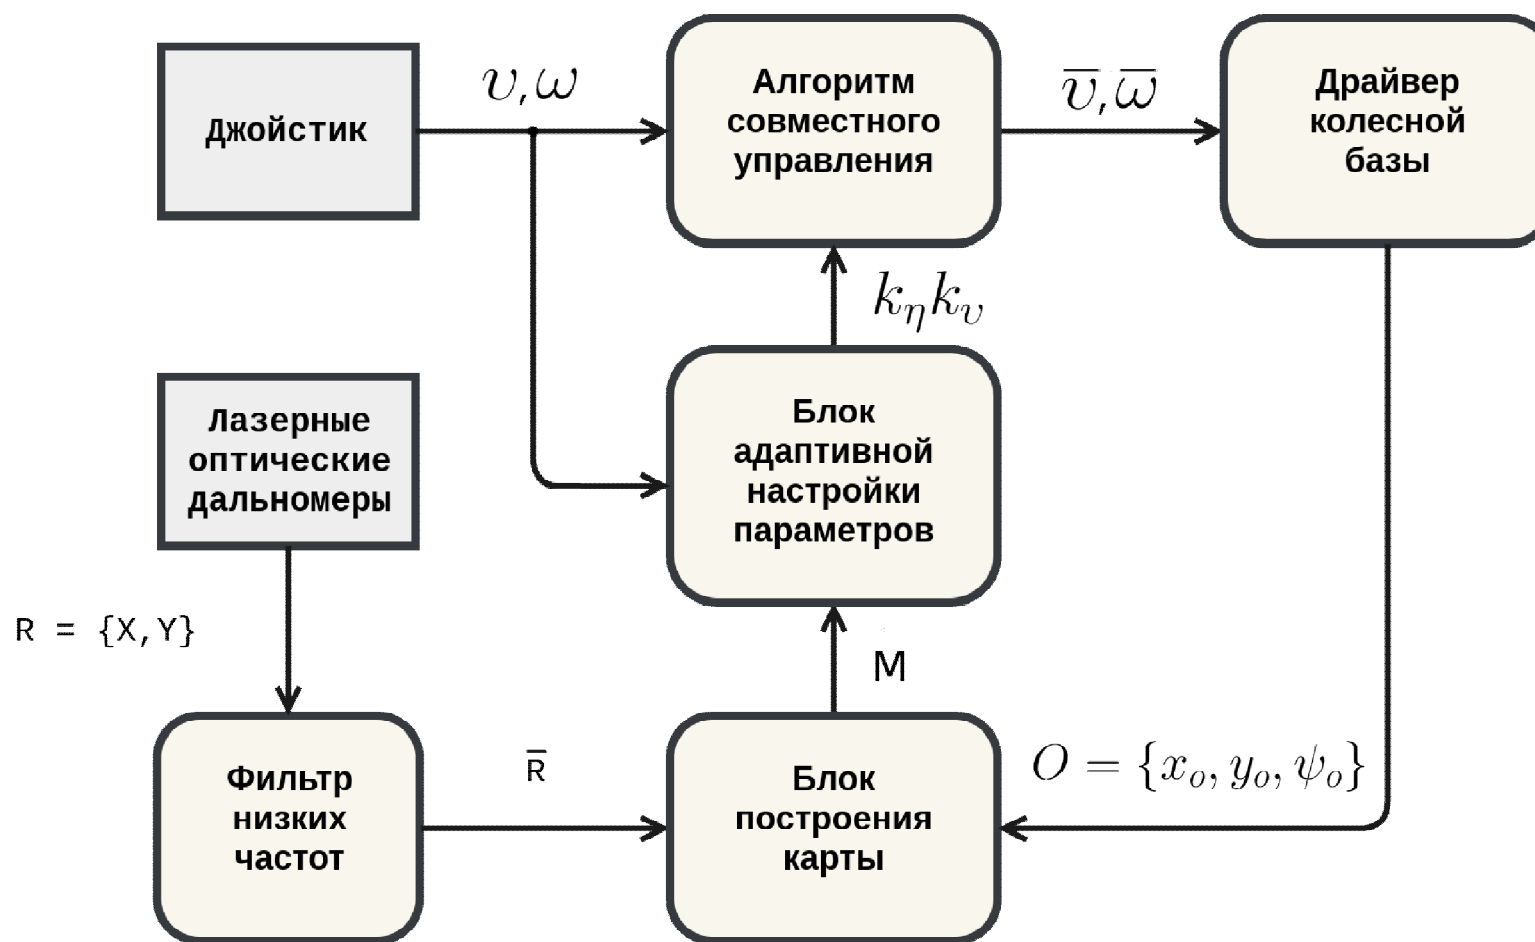 Джойстик
υ,ω
Алгоритм
совместного
управления
ῡ,ω̅
Драйвер
колесной
базы
k_η k_υ
Лазерные
оптические
дальномеры
Блок
адаптивной
настройки
параметров
R = {X,Y}
M
Фильтр
низких
частот
R̅
Блок
построения
карты
O = {x_o, y_o, ψ_o}